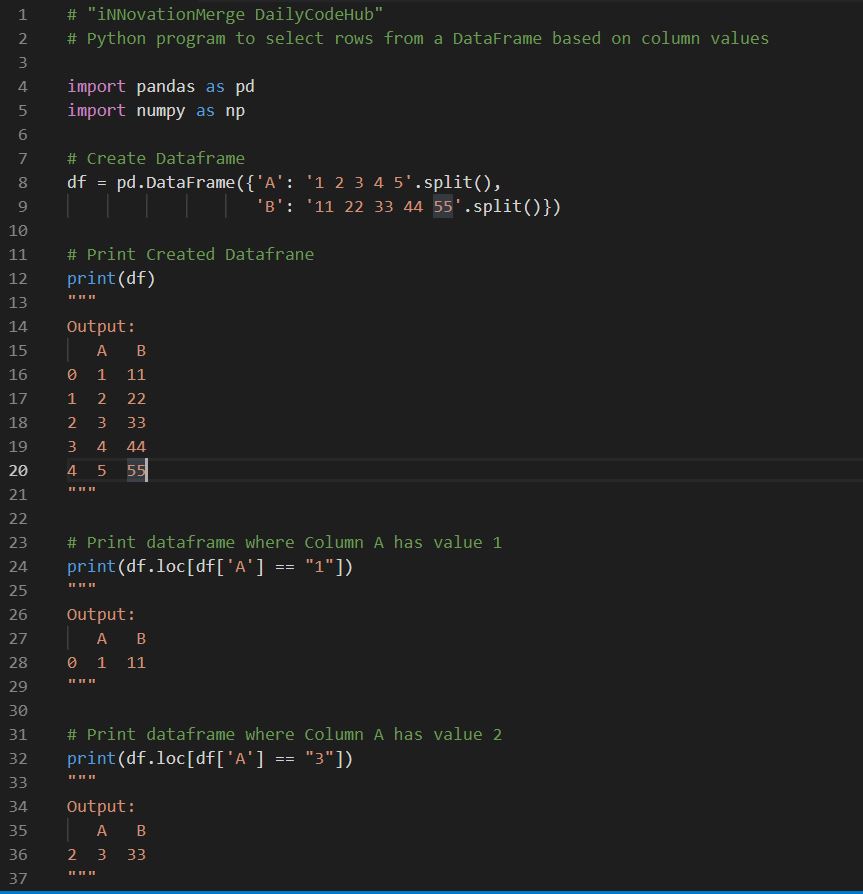 1 # "iNNovationMerge DailyCodeHub"
2 # Python program to select rows from a DataFrame based on column values
3
4 import pandas as pd
5 import numpy as np
6
7 # Create Dataframe
8 df = pd.DataFrame({'A': '1 2 3 4 5'.split(),
9                    'B': '11 22 33 44 55'.split()})
10
11 # Print Created Datafrane
12 print(df)
13 """
14 Output:
15    A   B
16 0  1  11
17 1  2  22
18 2  3  33
19 3  4  44
20 4  5  55
21 """
22
23 # Print dataframe where Column A has value 1
24 print(df.loc[df['A'] == "1"])
25 """
26 Output:
27    A   B
28 0  1  11
29 """
30
31 # Print dataframe where Column A has value 2
32 print(df.loc[df['A'] == "3"])
33 """
34 Output:
35    A   B
36 2  3  33
37 """